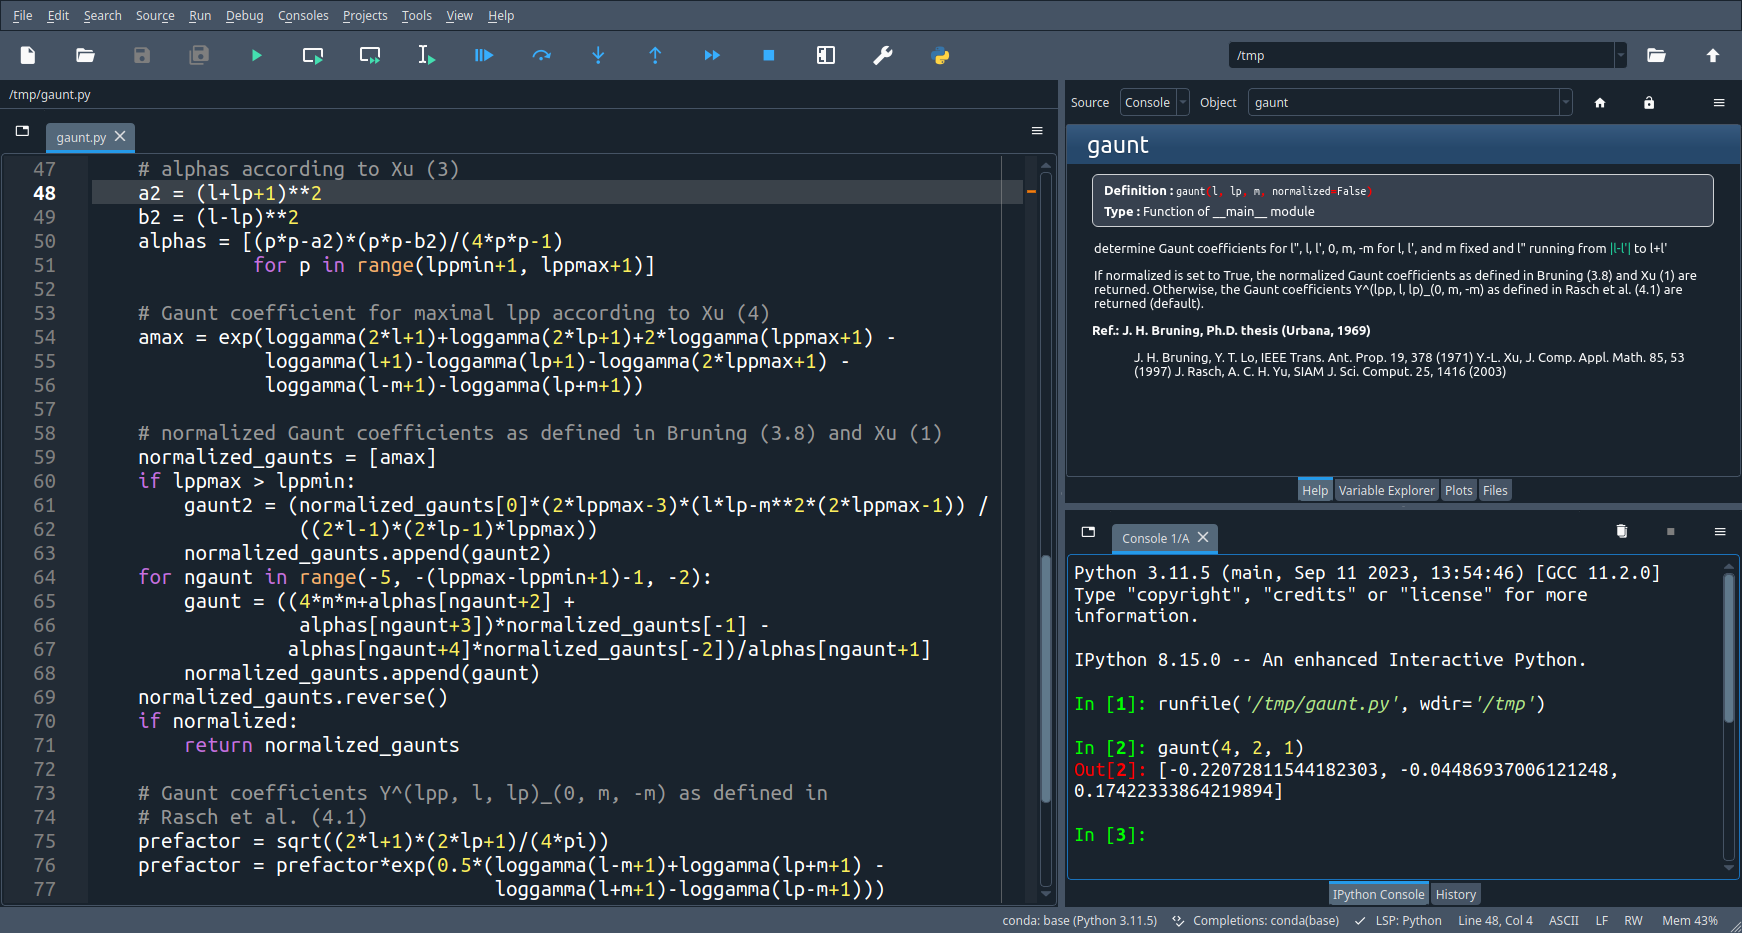 File Edit Search Source Run Debug Consoles Projects Tools View Help
/tmp
/tmp/gaunt.py
gaunt.py
47 # alphas according to Xu (3)
48 a2 = (l+lp+1)**2
49 b2 = (l-lp)**2
50 alphas = [(p*p-a2)*(p*p-b2)/(4*p*p-1)
51 for p in range(lppmin+1, lppmax+1)]
52
53 # Gaunt coefficient for maximal lpp according to Xu (4)
54 amax = exp(loggamma(2*l+1)+loggamma(2*lp+1)+2*loggamma(lppmax+1) -
55 loggamma(l+1)-loggamma(lp+1)-loggamma(2*lppmax+1) -
56 loggamma(l-m+1)-loggamma(lp+m+1))
57
58 # normalized Gaunt coefficients as defined in Bruning (3.8) and Xu (1)
59 normalized_gaunts = [amax]
60 if lppmax > lppmin:
61 gaunt2 = (normalized_gaunts[0]*(2*lppmax-3)*(l*lp-m**2*(2*lppmax-1)) /
62 ((2*l-1)*(2*lp-1)*lppmax))
63 normalized_gaunts.append(gaunt2)
64 for ngaunt in range(-5, -(lppmax-lppmin+1)-1, -2):
65 gaunt = ((4*m*m+alphas[ngaunt+2] +
66 alphas[ngaunt+3])*normalized_gaunts[-1] -
67 alphas[ngaunt+4]*normalized_gaunts[-2])/alphas[ngaunt+1]
68 normalized_gaunts.append(gaunt)
69 normalized_gaunts.reverse()
70 if normalized:
71 return normalized_gaunts
72
73 # Gaunt coefficients Y^(lpp, l, lp)_(0, m, -m) as defined in
74 # Rasch et al. (4.1)
75 prefactor = sqrt((2*l+1)*(2*lp+1)/(4*pi))
76 prefactor = prefactor*exp(0.5*(loggamma(l-m+1)+loggamma(lp+m+1) -
77 loggamma(l+m+1)-loggamma(lp-m+1)))
Source Console Object gaunt
gaunt
Definition : gaunt(l, lp, m, normalized=False)
Type : Function of __main__ module
determine Gaunt coefficients for l", l, l', 0, m, -m for l, l', and m fixed and l" running from |l-l'| to l+l'
If normalized is set to True, the normalized Gaunt coefficients as defined in Bruning (3.8) and Xu (1) are
returned. Otherwise, the Gaunt coefficients Y^(lpp, l, lp)_(0, m, -m) as defined in Rasch et al. (4.1) are
returned (default).
Ref.: J. H. Bruning, Ph.D. thesis (Urbana, 1969)
J. H. Bruning, Y. T. Lo, IEEE Trans. Ant. Prop. 19, 378 (1971) Y.-L. Xu, J. Comp. Appl. Math. 85, 53
(1997) J. Rasch, A. C. H. Yu, SIAM J. Sci. Comput. 25, 1416 (2003)
Help Variable Explorer Plots Files
Console 1/A
Python 3.11.5 (main, Sep 11 2023, 13:54:46) [GCC 11.2.0]
Type "copyright", "credits" or "license" for more
information.
IPython 8.15.0 -- An enhanced Interactive Python.
In [1]: runfile('/tmp/gaunt.py', wdir='/tmp')
In [2]: gaunt(4, 2, 1)
Out[2]: [-0.22072811544182303, -0.04486937006121248,
0.17422333864219894]
In [3]:
IPython Console History
conda: base (Python 3.11.5) Completions: conda(base) LSP: Python Line 48, Col 4 ASCII LF RW Mem 43%